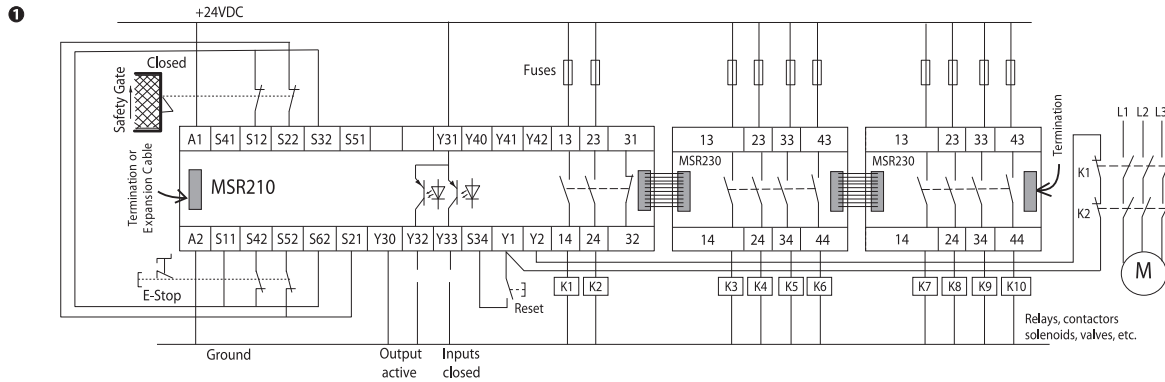 ❶
+24VDC
Closed
Safety Gate
Fuses
L1 L2 L3
Termination
A1 S41 S12 S22 S32 S51 Y31 Y40 Y41 Y42 13 23 31
13 23 33 43
13 23 33 43
Termination or
Expansion Cable
MSR210
MSR230
MSR230
K1
K2
A2 S11 S42 S52 S62 S21 Y30 Y32 Y33 S34 Y1 Y2 14 24 32
14 24 34 44
14 24 34 44
M
E-Stop
Reset
K1 K2
K3 K4 K5 K6
K7 K8 K9 K10
Relays, contactors
solenoids, valves, etc.
Ground
Output
active
Inputs
closed